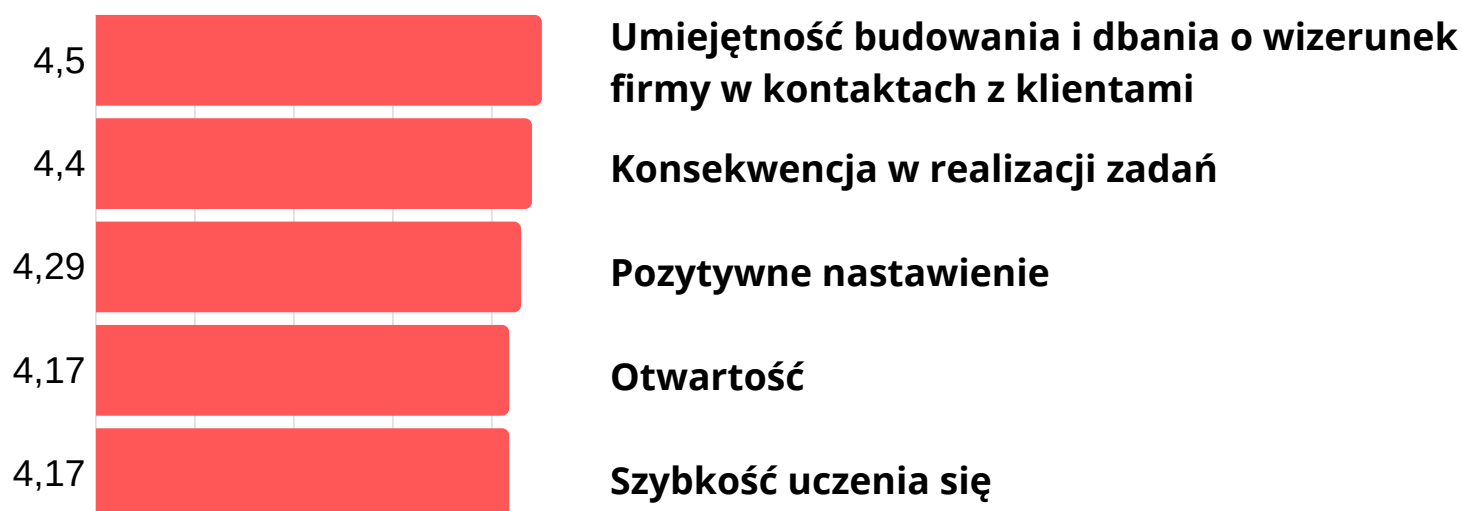 4,5
Umiejętność budowania i dbania o wizerunek
firmy w kontaktach z klientami
4,4
Konsekwencja w realizacji zadań
4,29
Pozytywne nastawienie
4,17
Otwartość
4,17
Szybkość uczenia się